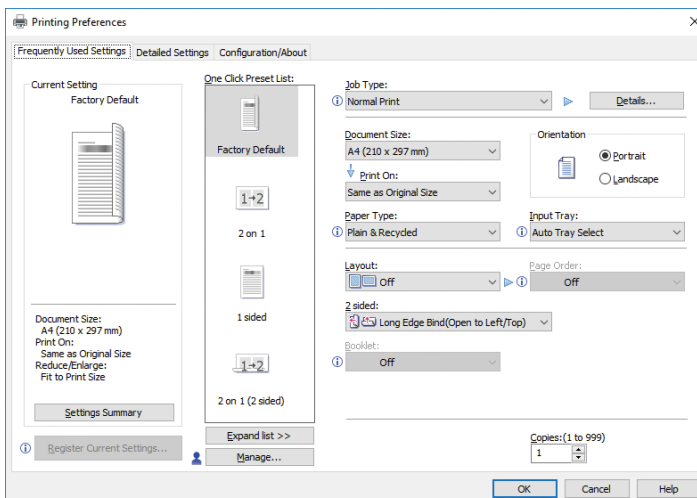 Printing Preferences
Frequently Used Settings
Detailed Settings
Configuration/About
Current Setting
Factory Default
Document Size:
A4 (210 x 297 mm)
Print On:
Same as Original Size
Reduce/Enlarge:
Fit to Print Size
Settings Summary
Register Current Settings...
One Click Preset List:
Factory Default
1→2
2 on 1
1 sided
1→2
2 on 1 (2 sided)
Expand list >>
Manage...
Job Type:
Normal Print
Details...
Document Size:
A4 (210 x 297 mm)
Print On:
Same as Original Size
Orientation
Portrait
Landscape
Paper Type:
Plain & Recycled
Input Tray:
Auto Tray Select
Layout:
Off
Page Order:
Off
2 sided:
Long Edge Bind(Open to Left/Top)
Booklet:
Off
Copies:(1 to 999)
1
OK
Cancel
Help